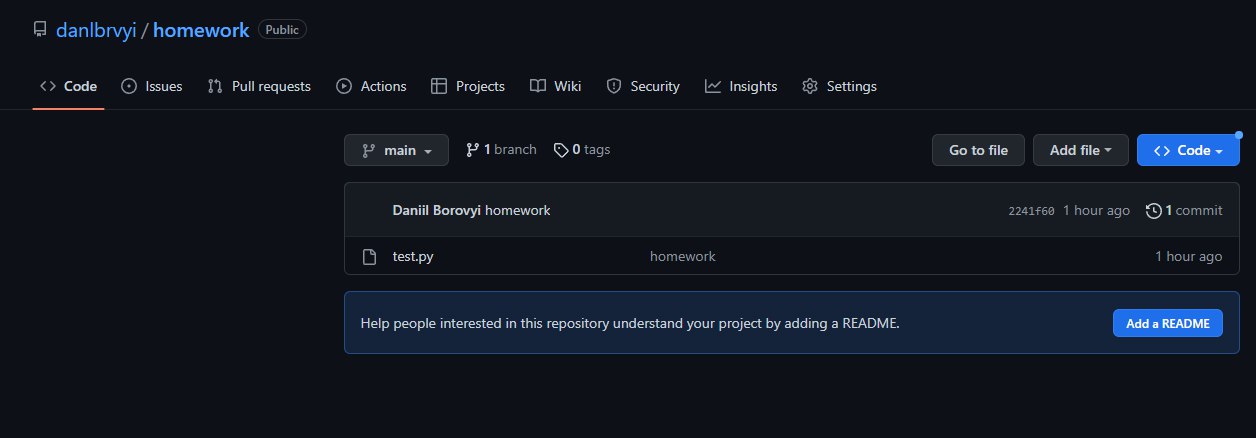 danlbrvyi / homework Public
Code Issues Pull requests Actions Projects Wiki Security Insights Settings
main 1 branch 0 tags Go to file Add file Code
Daniil Borovyi homework 2241f60 1 hour ago 1 commit
test.py homework 1 hour ago
Help people interested in this repository understand your project by adding a README. Add a README